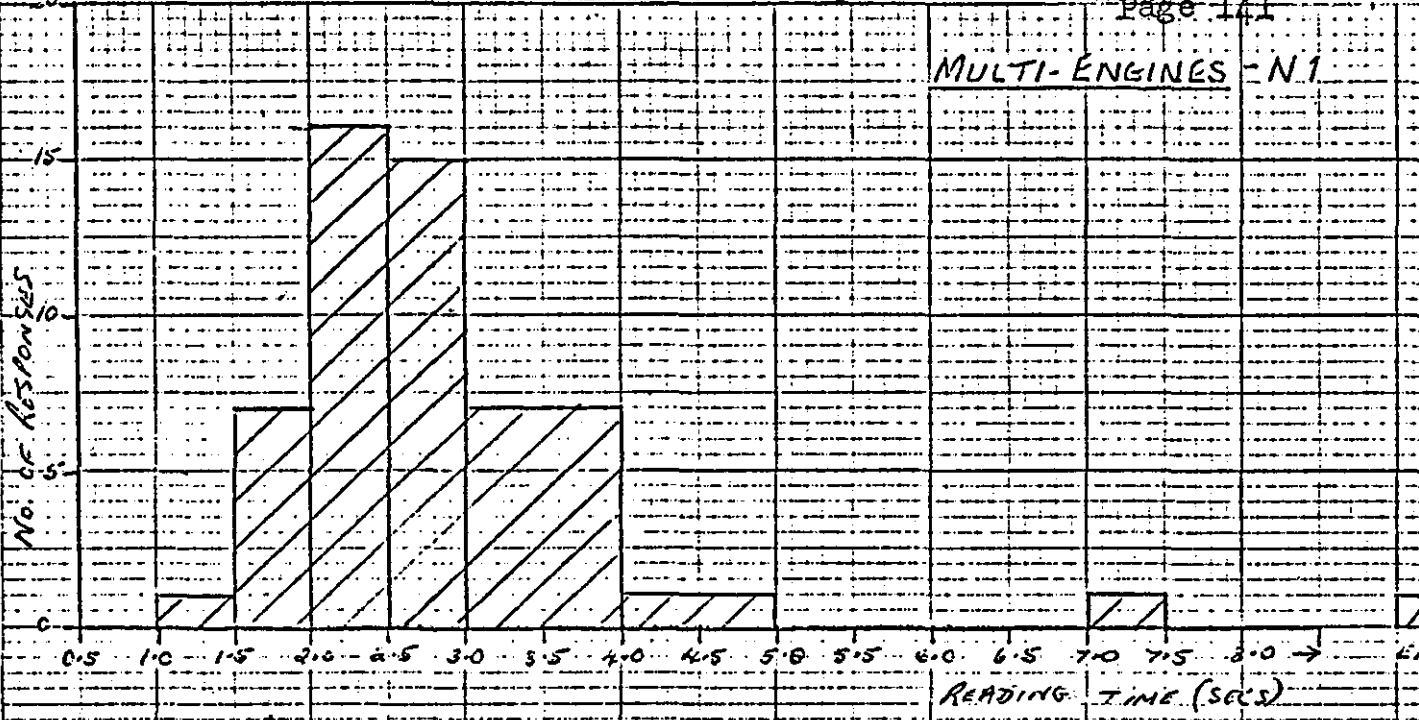 Page 141
MULTI-ENGINES - N1
15
10
5
0
No. OF RESPONSES
0.5 1.0 1.5 2.0 2.5 3.0 3.5 4.0 4.5 5.0 5.5 6.0 6.5 7.0 7.5 8.0 →
READING TIME (SECS)